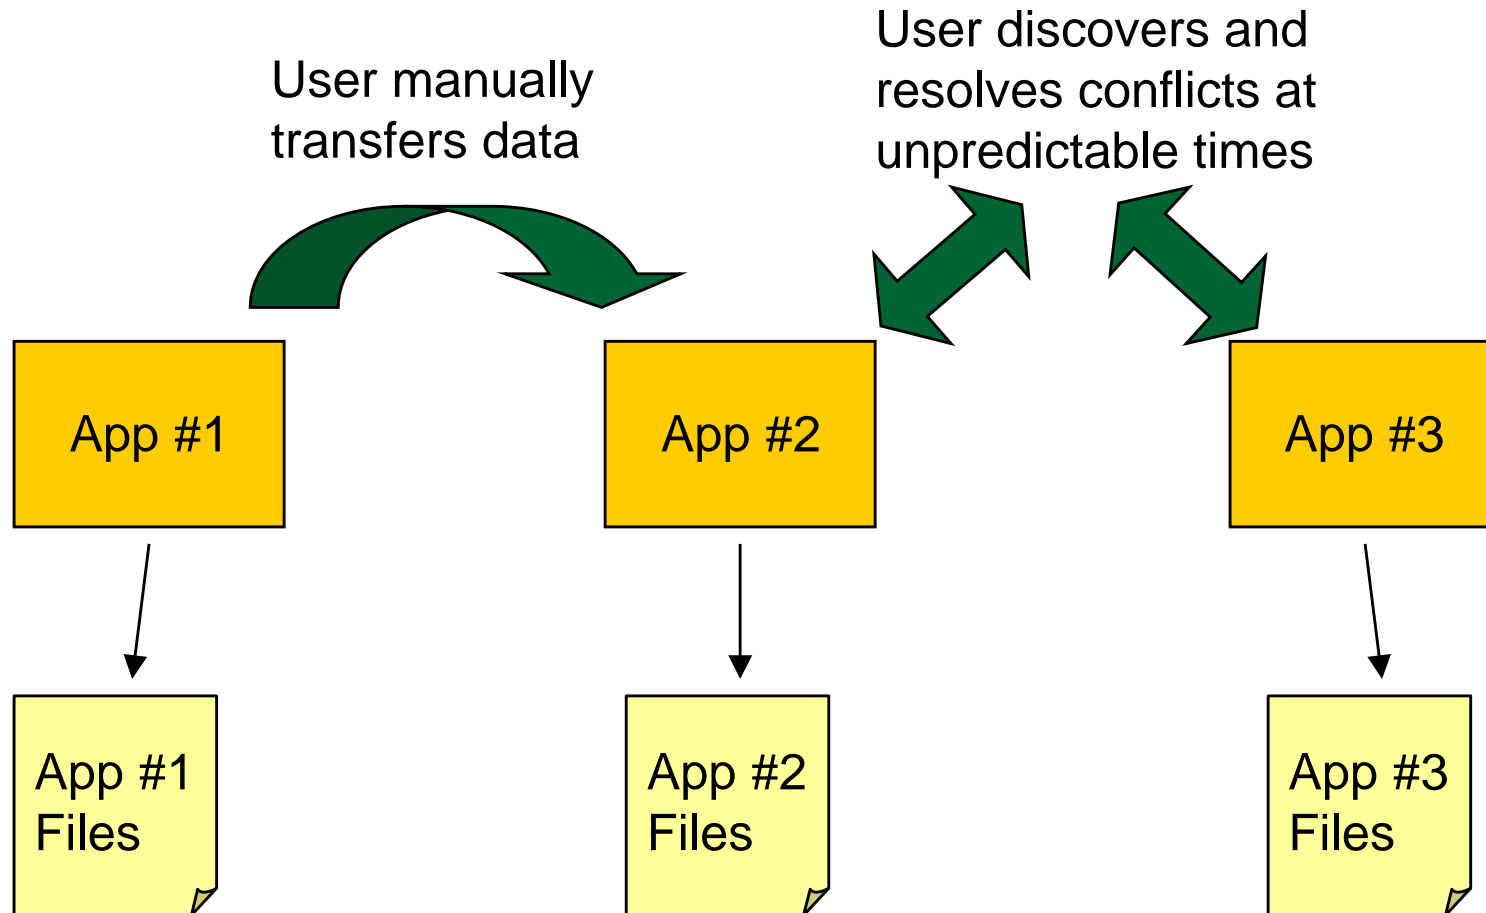 User manually
transfers data
User discovers and
resolves conflicts at
unpredictable times
App #1
App #2
App #3
App #1
Files
App #2
Files
App #3
Files